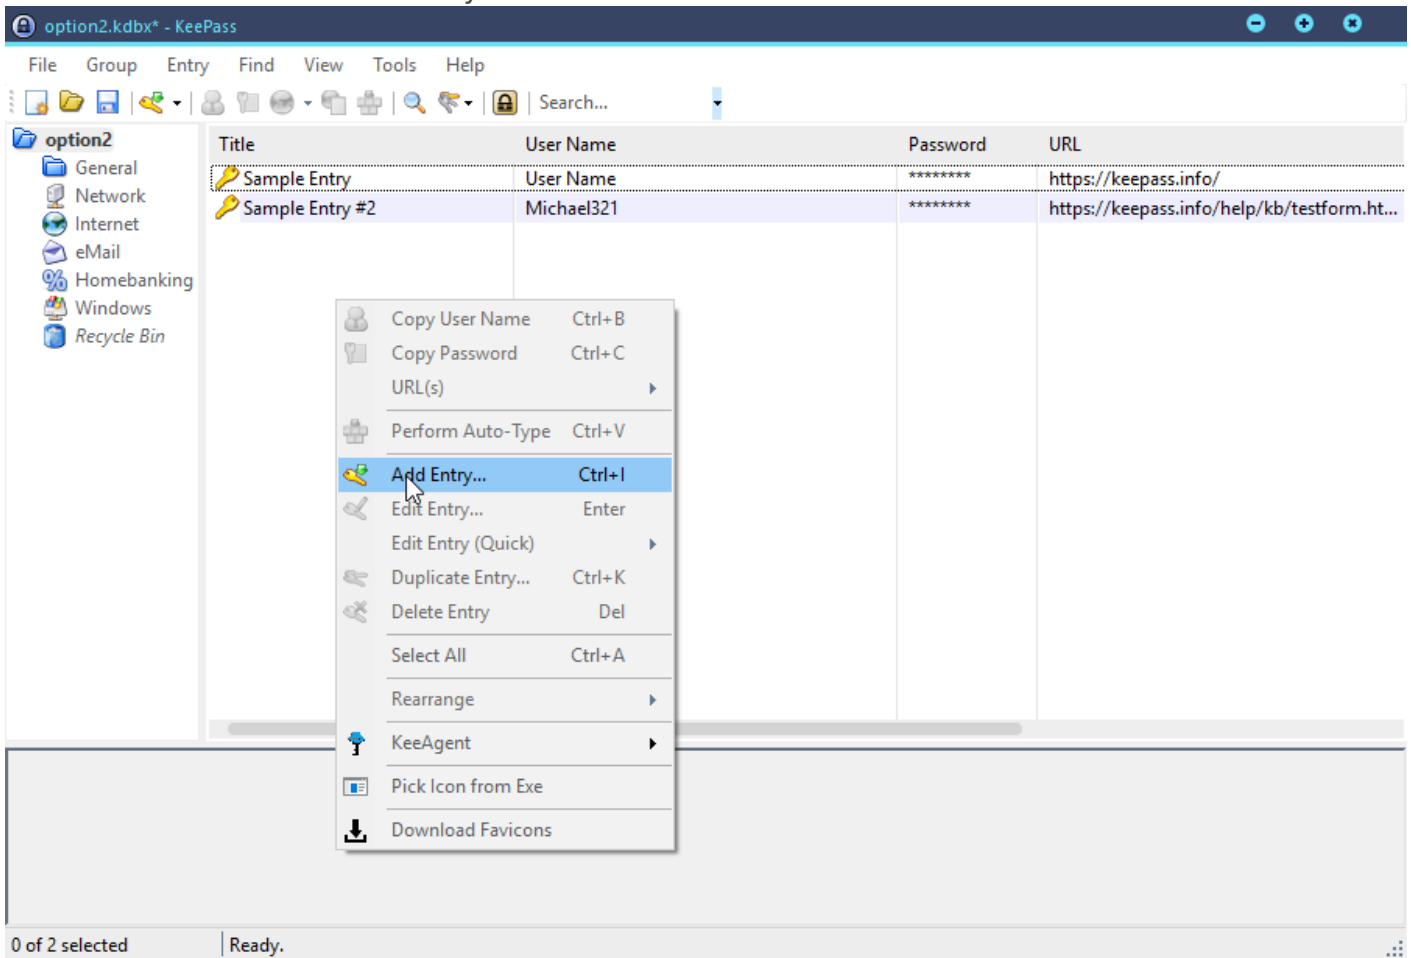 option2.kdbx* - KeePass
File Group Entry Find View Tools Help
Search...
option2
General
Network
Internet
eMail
Homebanking
Windows
Recycle Bin
Title User Name Password URL
Sample Entry User Name ******** https://keepass.info/
Sample Entry #2 Michael321 ******** https://keepass.info/help/kb/testform.ht...
Copy User Name Ctrl+B
Copy Password Ctrl+C
URL(s)
Perform Auto-Type Ctrl+V
Add Entry... Ctrl+I
Edit Entry... Enter
Edit Entry (Quick)
Duplicate Entry... Ctrl+K
Delete Entry Del
Select All Ctrl+A
Rearrange
KeeAgent
Pick Icon from Exe
Download Favicons
0 of 2 selected Ready.